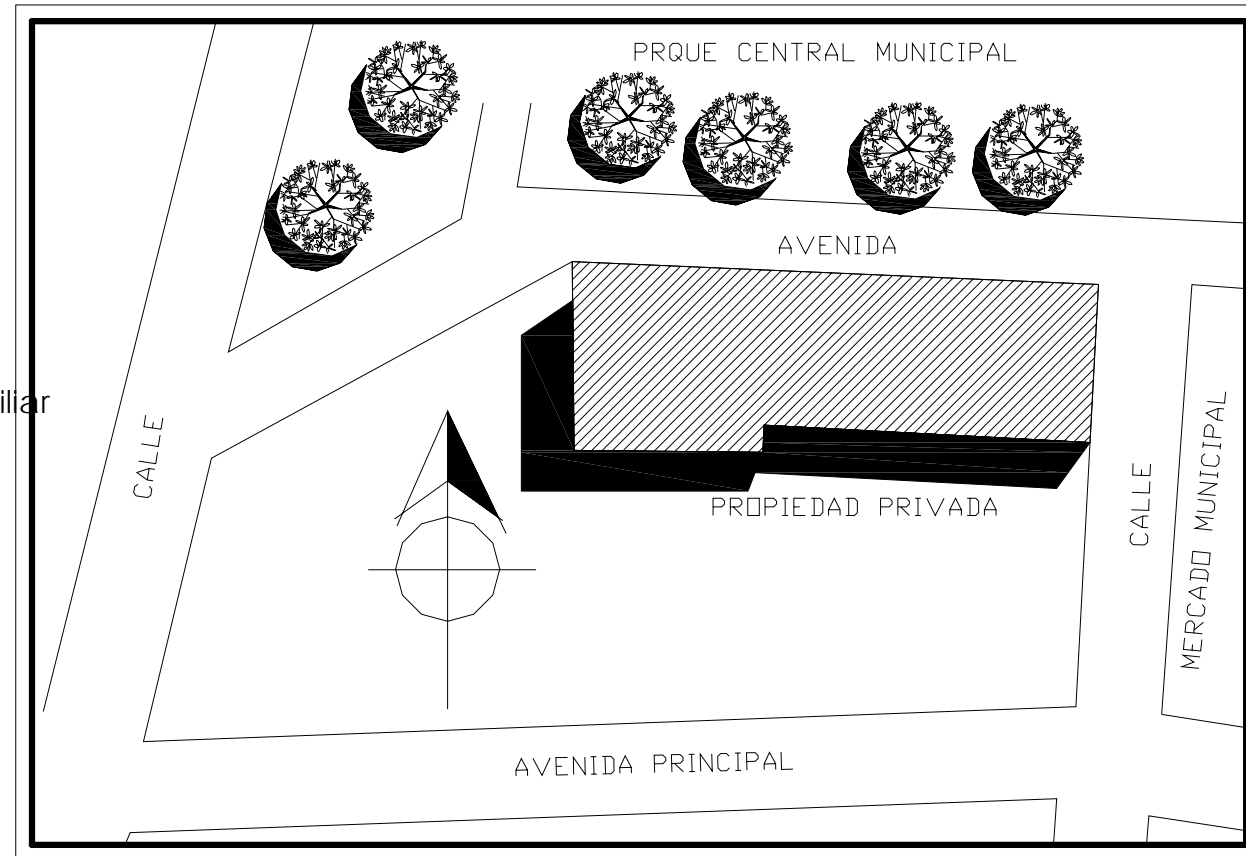 PRQUE CENTRAL MUNICIPAL
AVENIDA
iliar
CALLE
PROPIEDAD PRIVADA
CALLE
MERCADO MUNICIPAL
AVENIDA PRINCIPAL